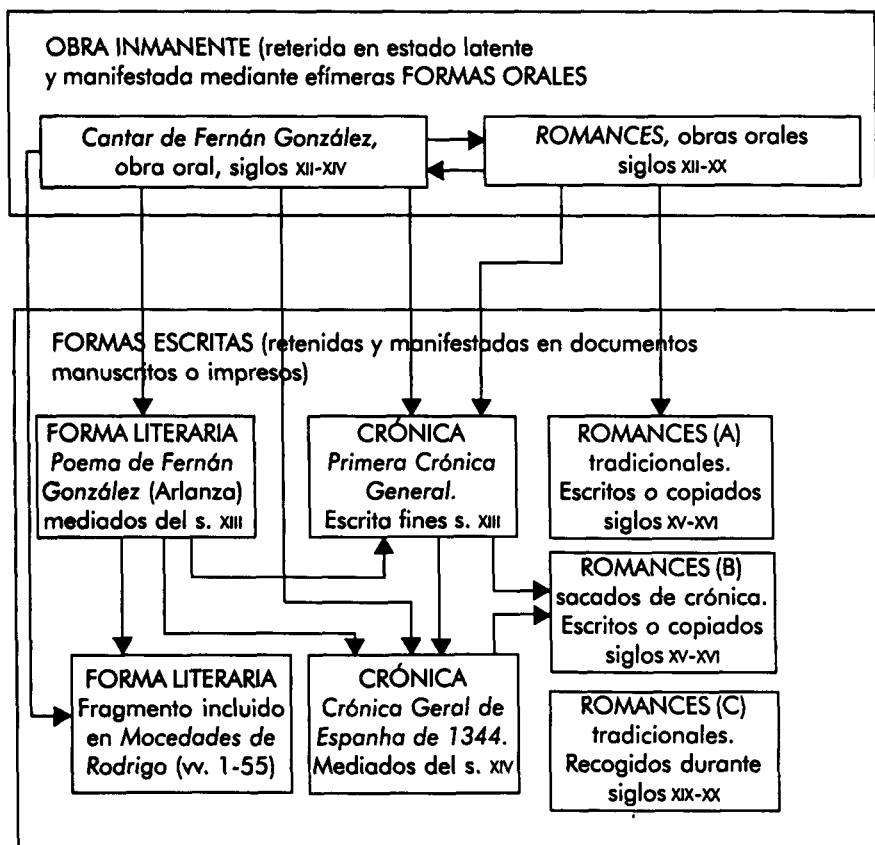 OBRA INMANENTE (reterida en estado latente
y manifestada mediante efímeras FORMAS ORALES
Cantar de Fernán González,
obra oral, siglos XII-XIV
ROMANCES, obras orales
siglos XII-XX
FORMAS ESCRITAS (retenidas y manifestadas en documentos
manuscritos o impresos)
FORMA LITERARIA
Poema de Fernán
González (Arlanza)
mediados del s. XIII
CRÓNICA
Primera Crónica
General.
Escrita fines s. XIII
ROMANCES (A)
tradicionales.
Escritos o copiados
siglos XV-XVI
ROMANCES (B)
sacados de crónica.
Escritos o copiados
siglos XV-XVI
FORMA LITERARIA
Fragmento incluido
en Mocedades de
Rodrigo (vv. 1-55)
CRÓNICA
Crónica Geral de
Espanha de 1344.
Mediados del s. XIV
ROMANCES (C)
tradicionales.
Recogidos durante
siglos XIX-XX